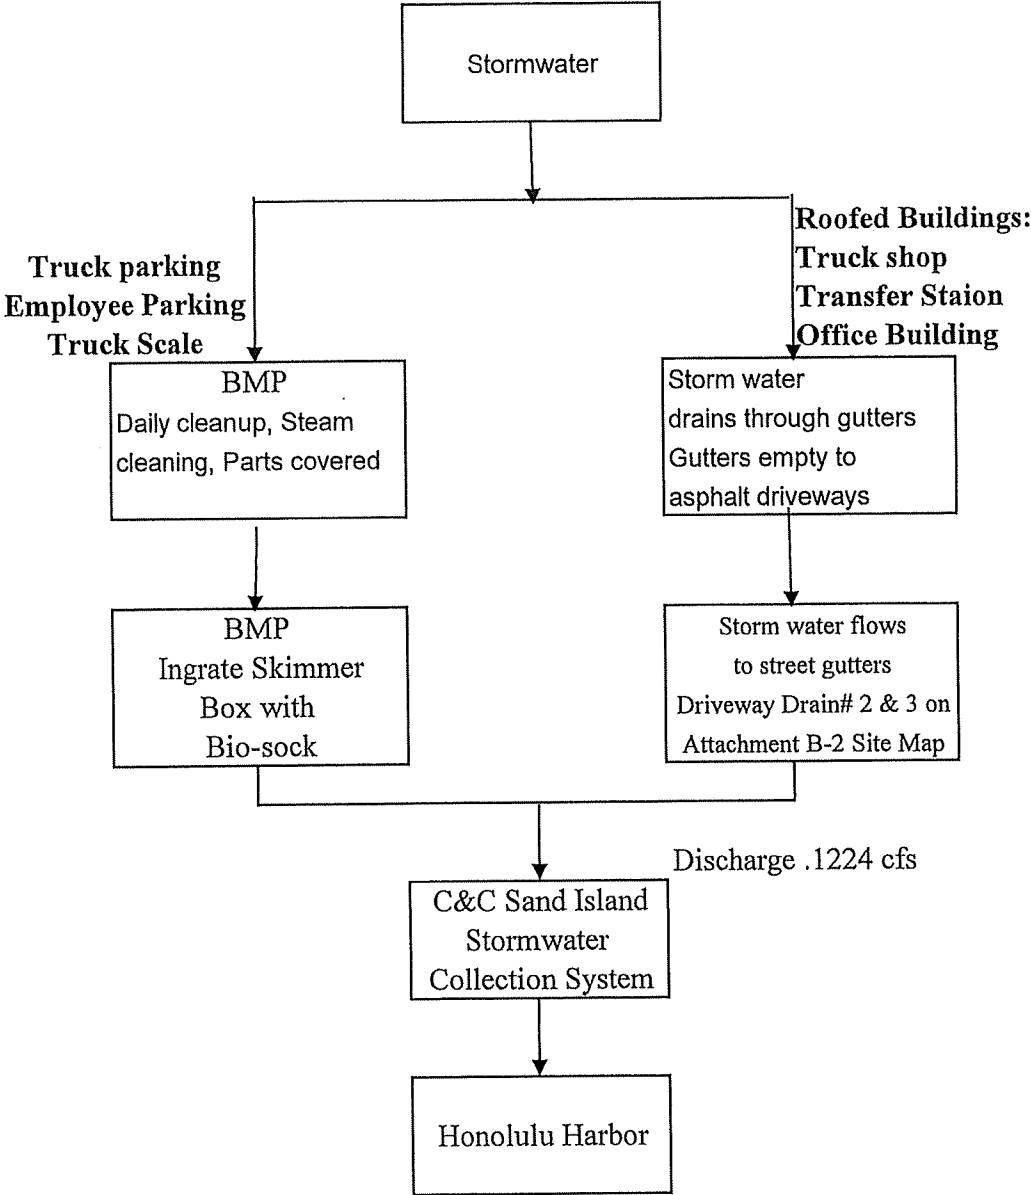 Stormwater
Truck parking
Employee Parking
Truck Scale
Roofed Buildings:
Truck shop
Transfer Staion
Office Building
BMP
Daily cleanup, Steam
cleaning, Parts covered
Storm water
drains through gutters
Gutters empty to
asphalt driveways
BMP
Ingrate Skimmer
Box with
Bio-sock
Storm water flows
to street gutters
Driveway Drain# 2 & 3 on
Attachment B-2 Site Map
Discharge .1224 cfs
C&C Sand Island
Stormwater
Collection System
Honolulu Harbor